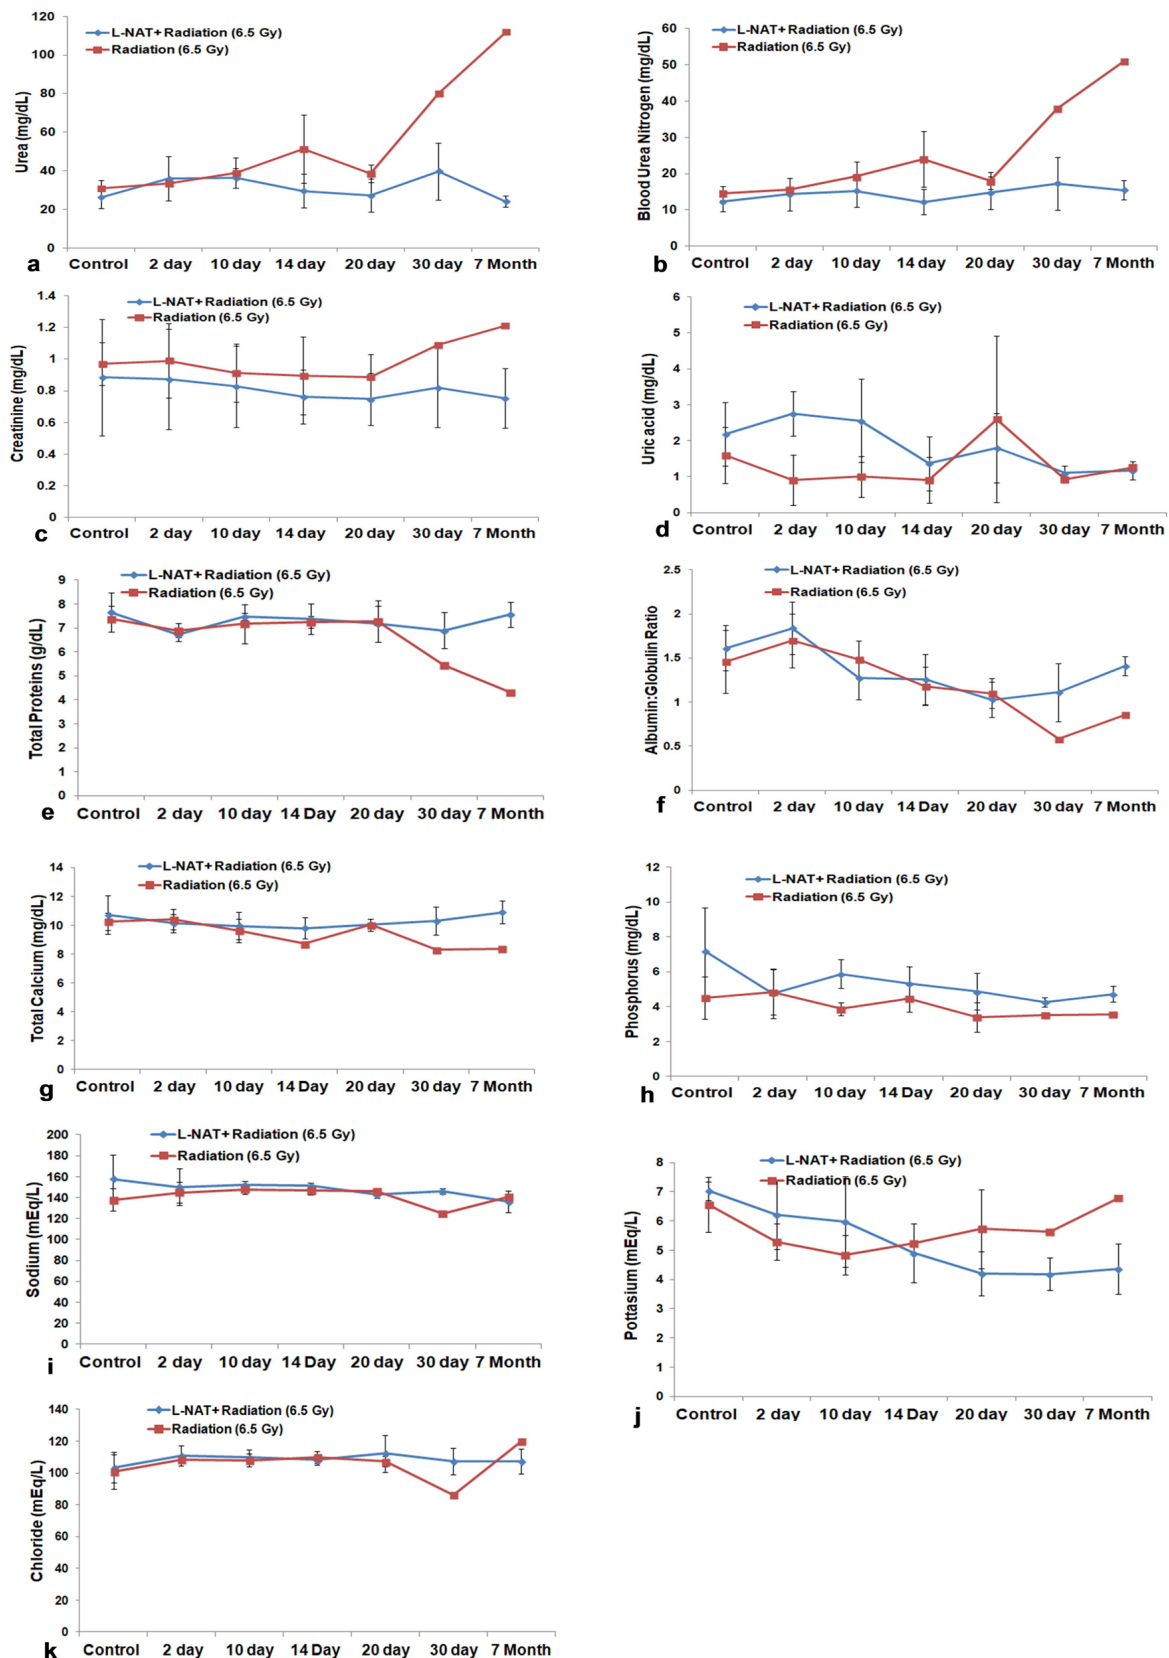 120
100
80
60
40
20
0
Urea (mg/dL)
L-NAT+ Radiation (6.5 Gy)
Radiation (6.5 Gy)
a
Control 2 day 10 day 14 day 20 day 30 day 7 Month
60
50
40
30
20
10
0
Blood Urea Nitrogen (mg/dL)
L-NAT+ Radiation (6.5 Gy)
Radiation (6.5 Gy)
b
Control 2 day 10 day 14 day 20 day 30 day 7 Month
1.4
1.2
1
0.8
0.6
0.4
0.2
0
Creatinine (mg/dL)
L-NAT+ Radiation (6.5 Gy)
Radiation (6.5 Gy)
c
Control 2 day 10 day 14 day 20 day 30 day 7 Month
6
5
4
3
2
1
0
Uric acid (mg/dL)
L-NAT+ Radiation (6.5 Gy)
Radiation (6.5 Gy)
d
Control 2 day 10 day 14 day 20 day 30 day 7 Month
9
8
7
6
5
4
3
2
1
0
Total Proteins (g/dL)
L-NAT+ Radiation (6.5 Gy)
Radiation (6.5 Gy)
e
Control 2 day 10 day 14 Day 20 day 30 day 7 Month
2.5
2
1.5
1
0.5
0
Albumin:Globulin Ratio
L-NAT+ Radiation (6.5 Gy)
Radiation (6.5 Gy)
f
Control 2 day 10 day 14 Day 20 day 30 day 7 Month
14
12
10
8
6
4
2
0
Total Calcium (mg/dL)
L-NAT+ Radiation (6.5 Gy)
Radiation (6.5 Gy)
g
Control 2 day 10 day 14 Day 20 day 30 day 7 Month
12
10
8
6
4
2
0
Phosphorus (mg/dL)
L-NAT+ Radiation (6.5 Gy)
Radiation (6.5 Gy)
h
Control 2 day 10 day 14 Day 20 day 30 day 7 Month
200
180
160
140
120
100
80
60
40
20
0
Sodium (mEq/L)
L-NAT+ Radiation (6.5 Gy)
Radiation (6.5 Gy)
i
Control 2 day 10 day 14 Day 20 day 30 day 7 Month
8
7
6
5
4
3
2
1
0
Pottasium (mEq/L)
L-NAT+ Radiation (6.5 Gy)
Radiation (6.5 Gy)
j
Control 2 day 10 day 14 Day 20 day 30 day 7 Month
140
120
100
80
60
40
20
0
Chloride (mEq/L)
L-NAT+ Radiation (6.5 Gy)
Radiation (6.5 Gy)
k
Control 2 day 10 day 14 Day 20 day 30 day 7 Month